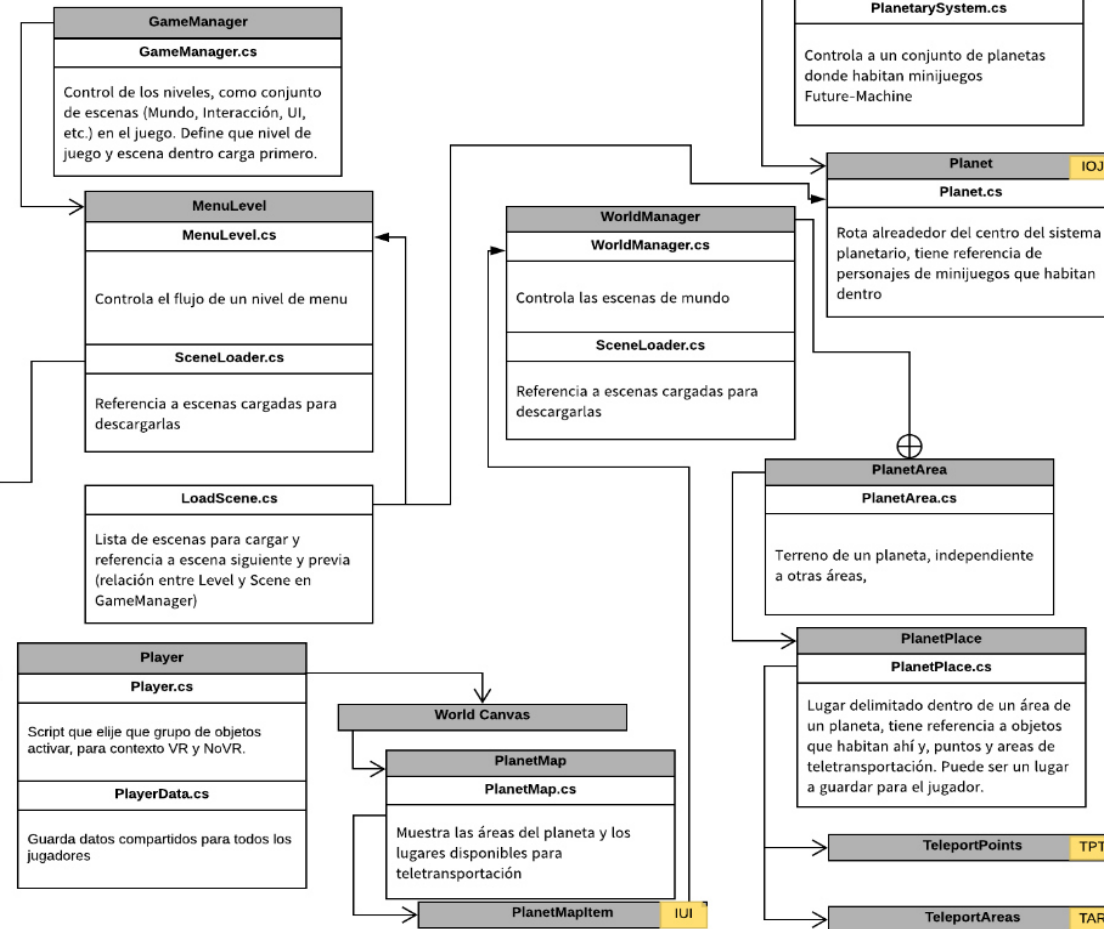 GameManager
GameManager.cs
Control de los niveles, como conjunto
de escenas (Mundo, Interacción, UI,
etc.) en el juego. Define que nivel de
juego y escena dentro carga primero.
MenuLevel
MenuLevel.cs
Controla el flujo de un nivel de menu
SceneLoader.cs
Referencia a escenas cargadas para
descargarlas
LoadScene.cs
Lista de escenas para cargar y
referencia a escena siguiente y previa
(relación entre Level y Scene en
GameManager)
Player
Player.cs
Script que elije que grupo de objetos
activar, para contexto VR y NoVR.
PlayerData.cs
Guarda datos compartidos para todos los
jugadores
World Canvas
PlanetMap
PlanetMap.cs
Muestra las áreas del planeta y los
lugares disponibles para
teletransportación
PlanetMapItem
IUI
WorldManager
WorldManager.cs
Controla las escenas de mundo
SceneLoader.cs
Referencia a escenas cargadas para
descargarlas
PlanetarySystem.cs
Controla a un conjunto de planetas
donde habitan minijuegos
Future-Machine
Planet
IOJ
Planet.cs
Rota alreadedor del centro del sistema
planetario, tiene referencia de
personajes de minijuegos que habitan
dentro
PlanetArea
PlanetArea.cs
Terreno de un planeta, independiente
a otras áreas,
PlanetPlace
PlanetPlace.cs
Lugar delimitado dentro de un área de
un planeta, tiene referencia a objetos
que habitan ahí y, puntos y areas de
teletransportación. Puede ser un lugar
a guardar para el jugador.
TeleportPoints
TPT
TeleportAreas
TAR